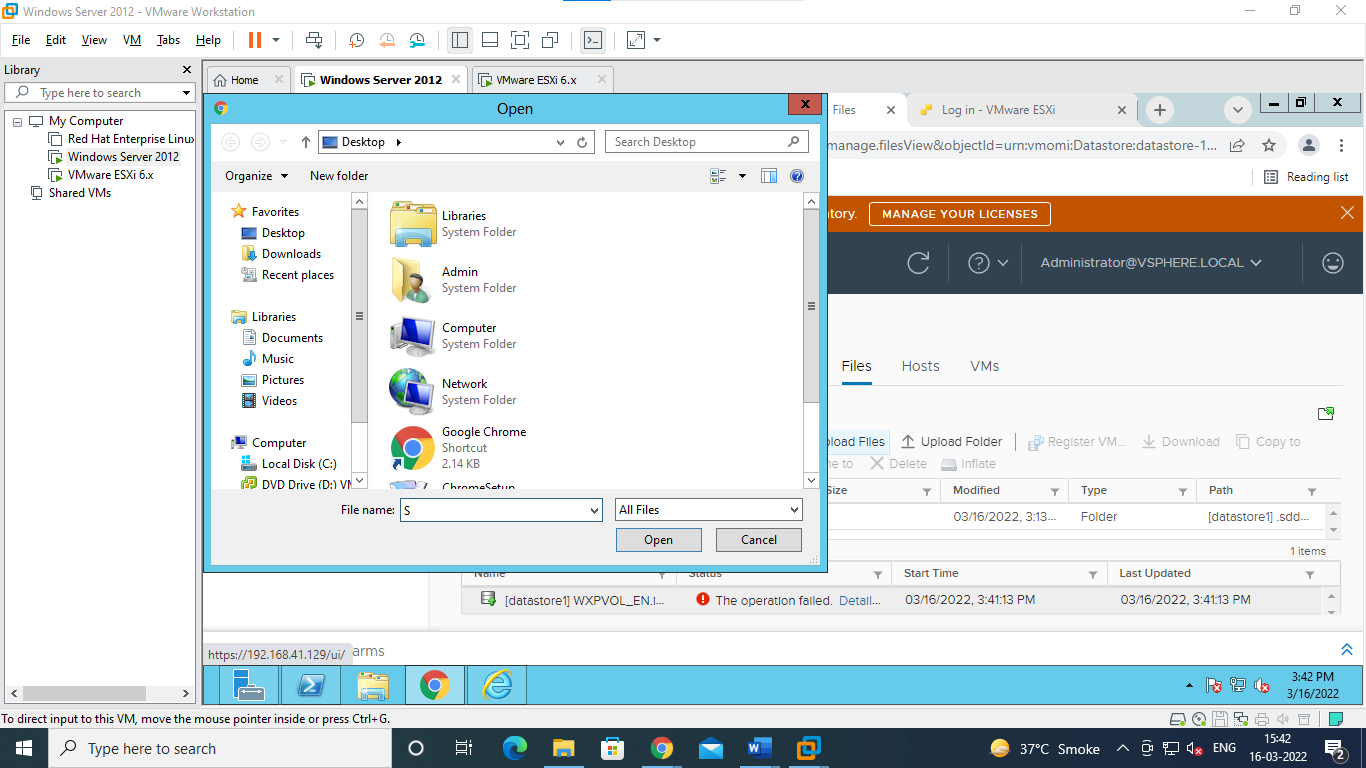 Windows Server 2012 - VMware Workstation
File Edit View VM Tabs Help
Library
Type here to search
My Computer
Red Hat Enterprise Linux
Windows Server 2012
VMware ESXi 6.x
Shared VMs
Home
Windows Server 2012
VMware ESXi 6.x
Open
Desktop
Search Desktop
Organize
New folder
Favorites
Desktop
Downloads
Recent places
Libraries
Documents
Music
Pictures
Videos
Computer
Local Disk (C:)
DVD Drive (D:) VM
Libraries
System Folder
Admin
System Folder
Computer
System Folder
Network
System Folder
Google Chrome
Shortcut
2.14 KB
ChromeSetup
File name: S
All Files
Open
Cancel
Files
Log in - VMware ESXi
manage.filesView&objectId=urn:vmomi:Datastore:datastore-1...
Reading list
tory. MANAGE YOUR LICENSES
Administrator@VSPHERE.LOCAL
Files Hosts VMs
pload Files Upload Folder Register VM... Download Copy to
ne to Delete Inflate
Size Modified Type Path
03/16/2022, 3:13... Folder [datastore1] .sdd...
1 items
Name Status Start Time Last Updated
[datastore1] WXPVOL_EN.i... The operation failed. Detail... 03/16/2022, 3:41:13 PM 03/16/2022, 3:41:13 PM
https://192.168.41.129/ui/ arms
3:42 PM
3/16/2022
To direct input to this VM, move the mouse pointer inside or press Ctrl+G.
Type here to search
37°C Smoke
ENG
15:42
16-03-2022
2